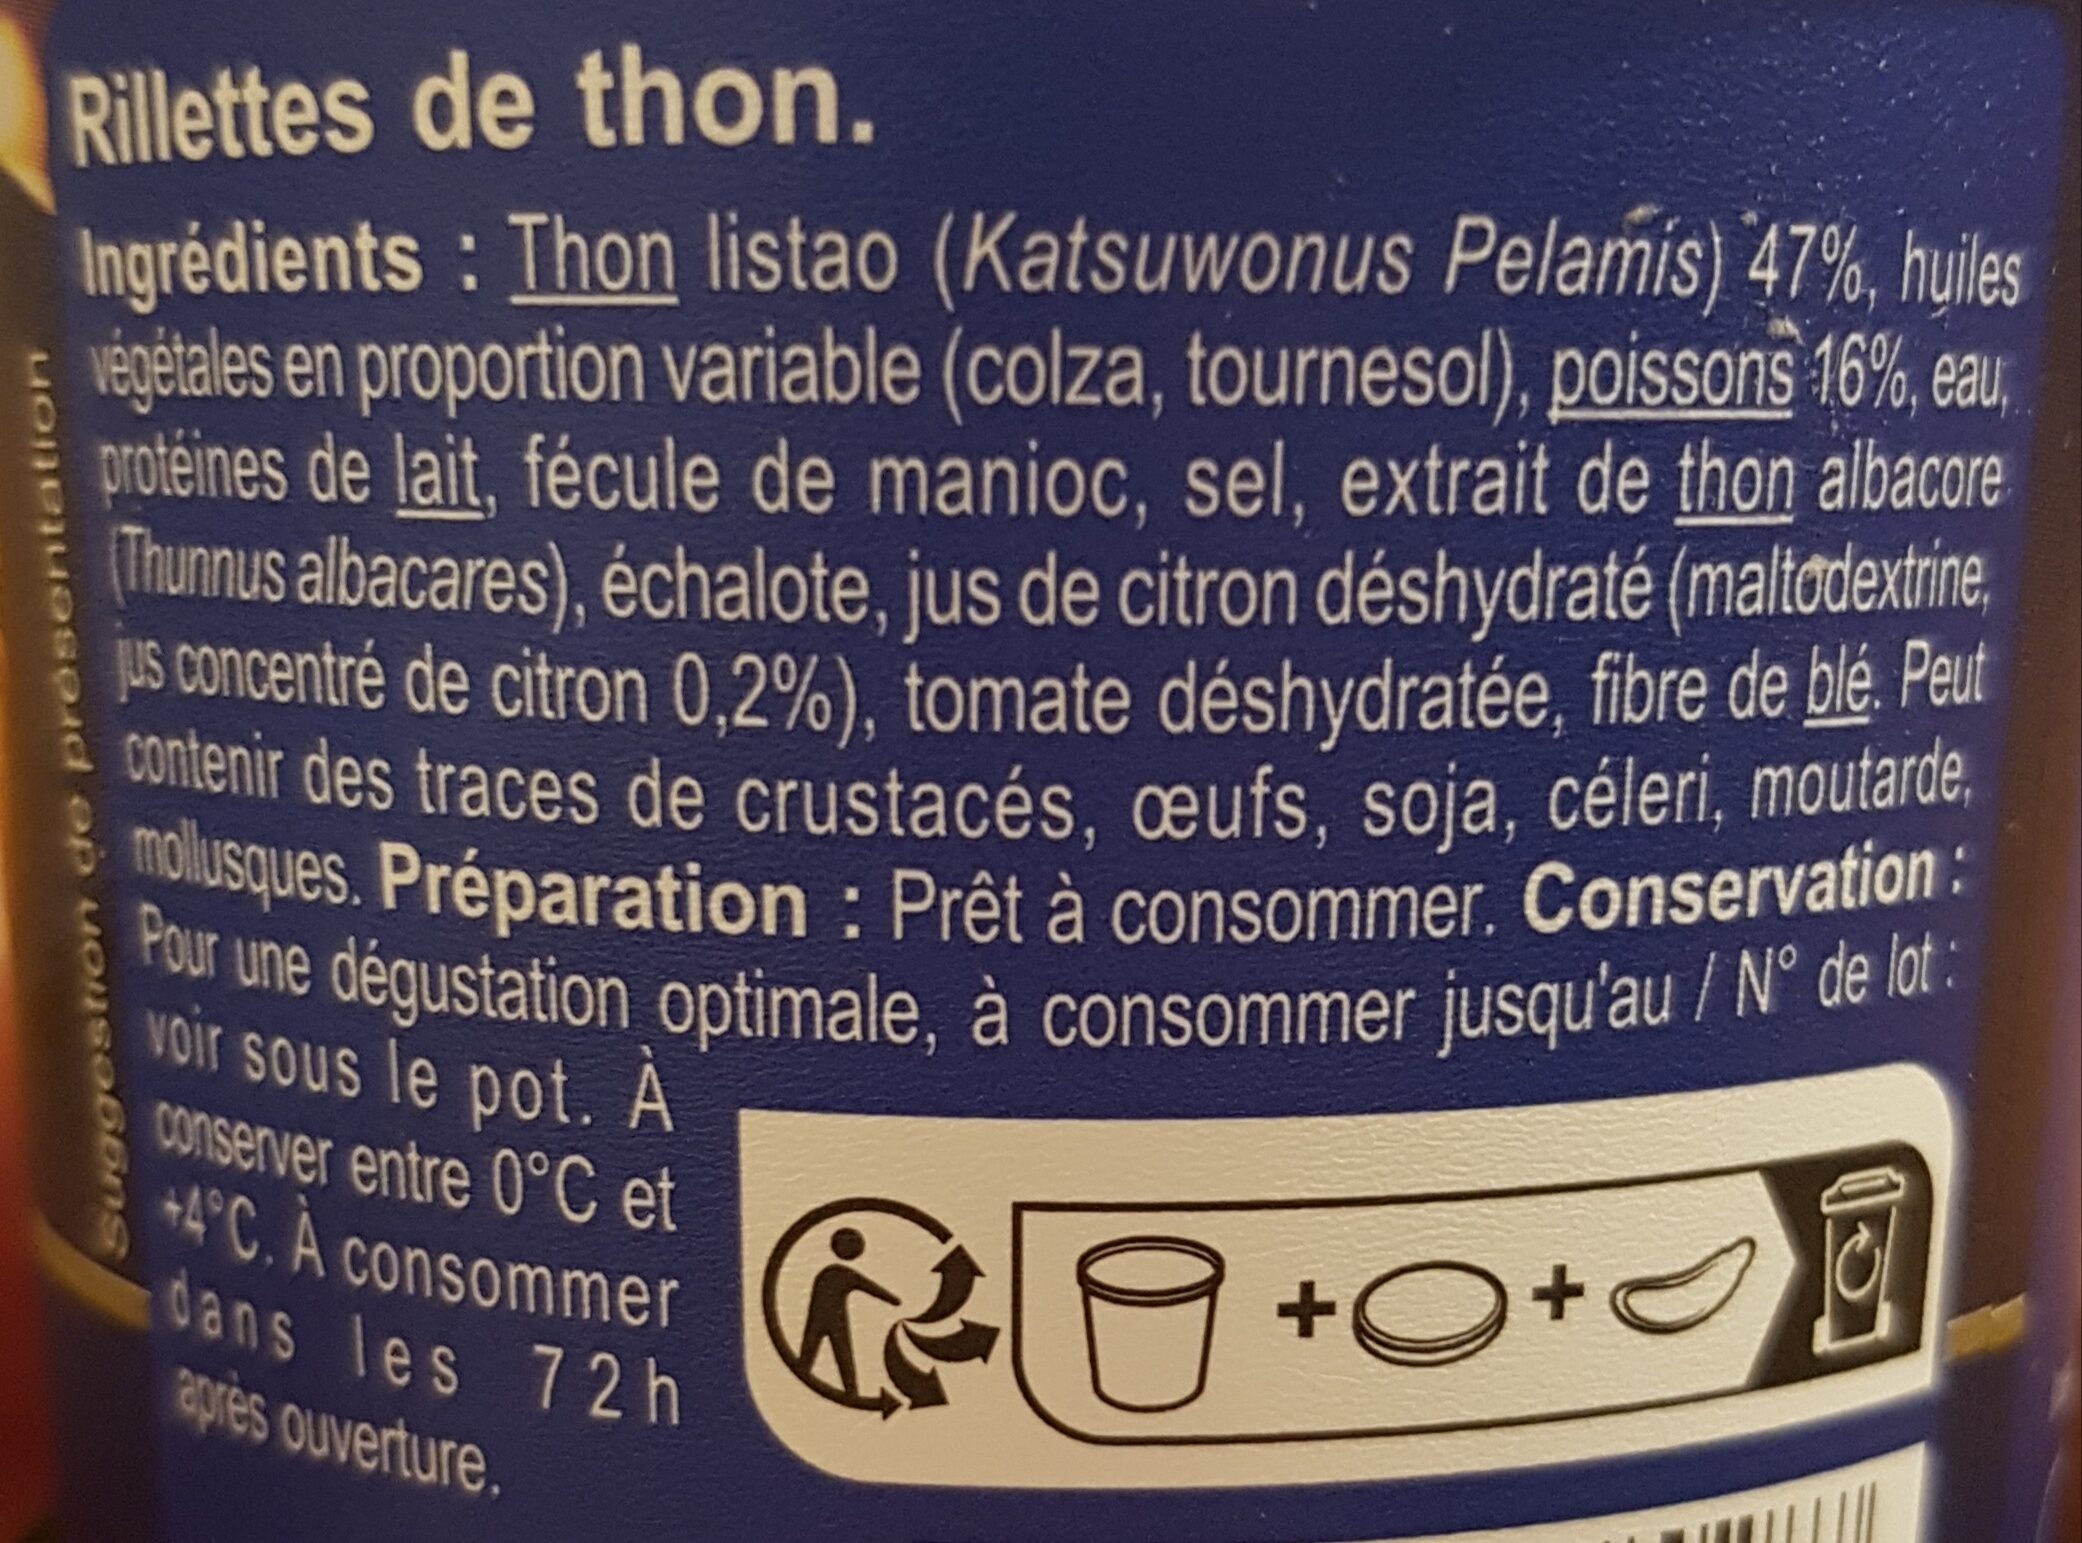 Rillettes de thon.
Ingrédients : Thon listao (Katsuwonus Pelamis) 47%, huiles
végétales en proportion variable (colza, tournesol), poissons 16%, eau,
protéines de lait, fécule de manioc, sel, extrait de thon albacore
(Thunnus albacares), échalote, jus de citron déshydraté (maltodextrine,
jus concentré de citron 0,2%), tomate déshydratée, fibre de blé. Peut
contenir des traces de crustacés, œufs, soja, céleri, moutarde,
mollusques. Préparation : Prêt à consommer. Conservation :
Pour une dégustation optimale, à consommer jusqu'au / N° de lot :
voir sous le pot. À
conserver entre 0°C et
+4°C. À consommer
dans les 72h
après ouverture.
+ +
Suggestion de présentation